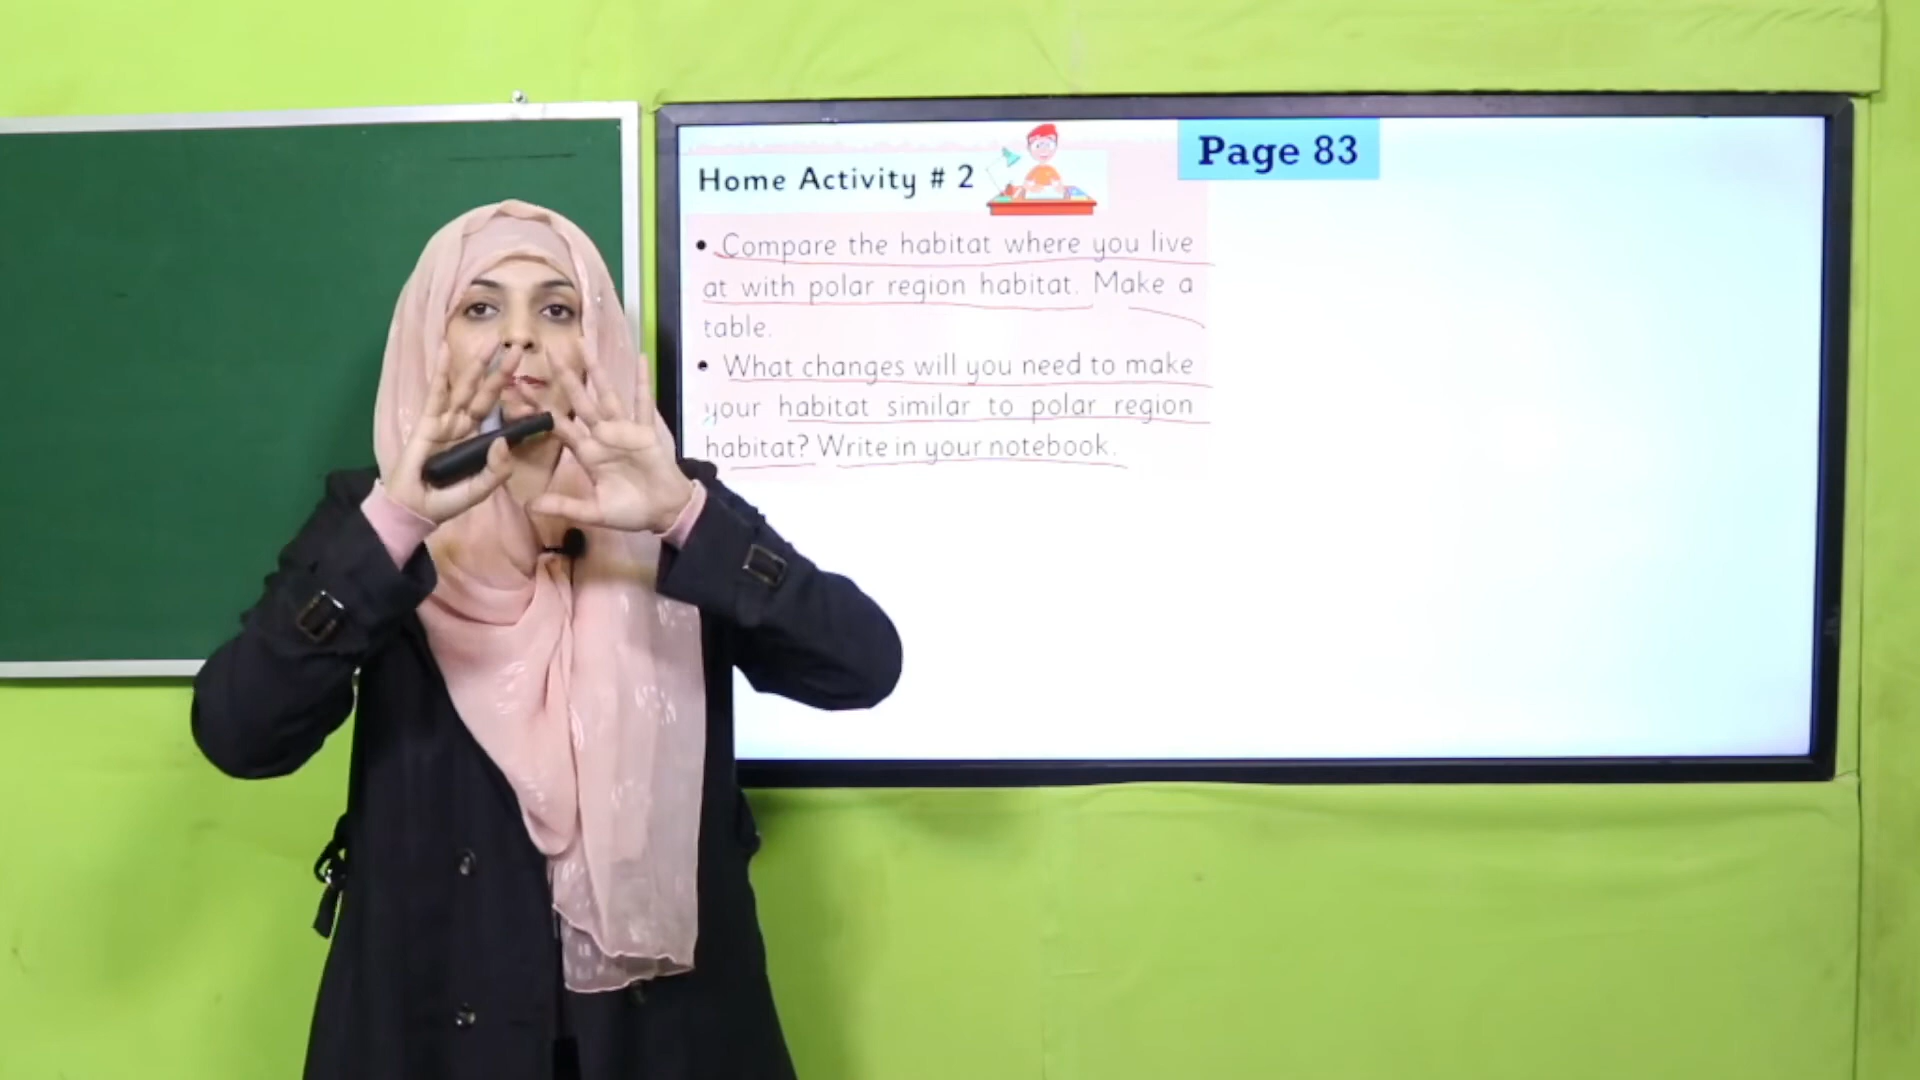 Page 83
Home Activity # 2
• Compare the habitat where you live
at with polar region habitat. Make a
table.
• What changes will you need to make
your habitat similar to polar region
habitat? Write in your notebook.